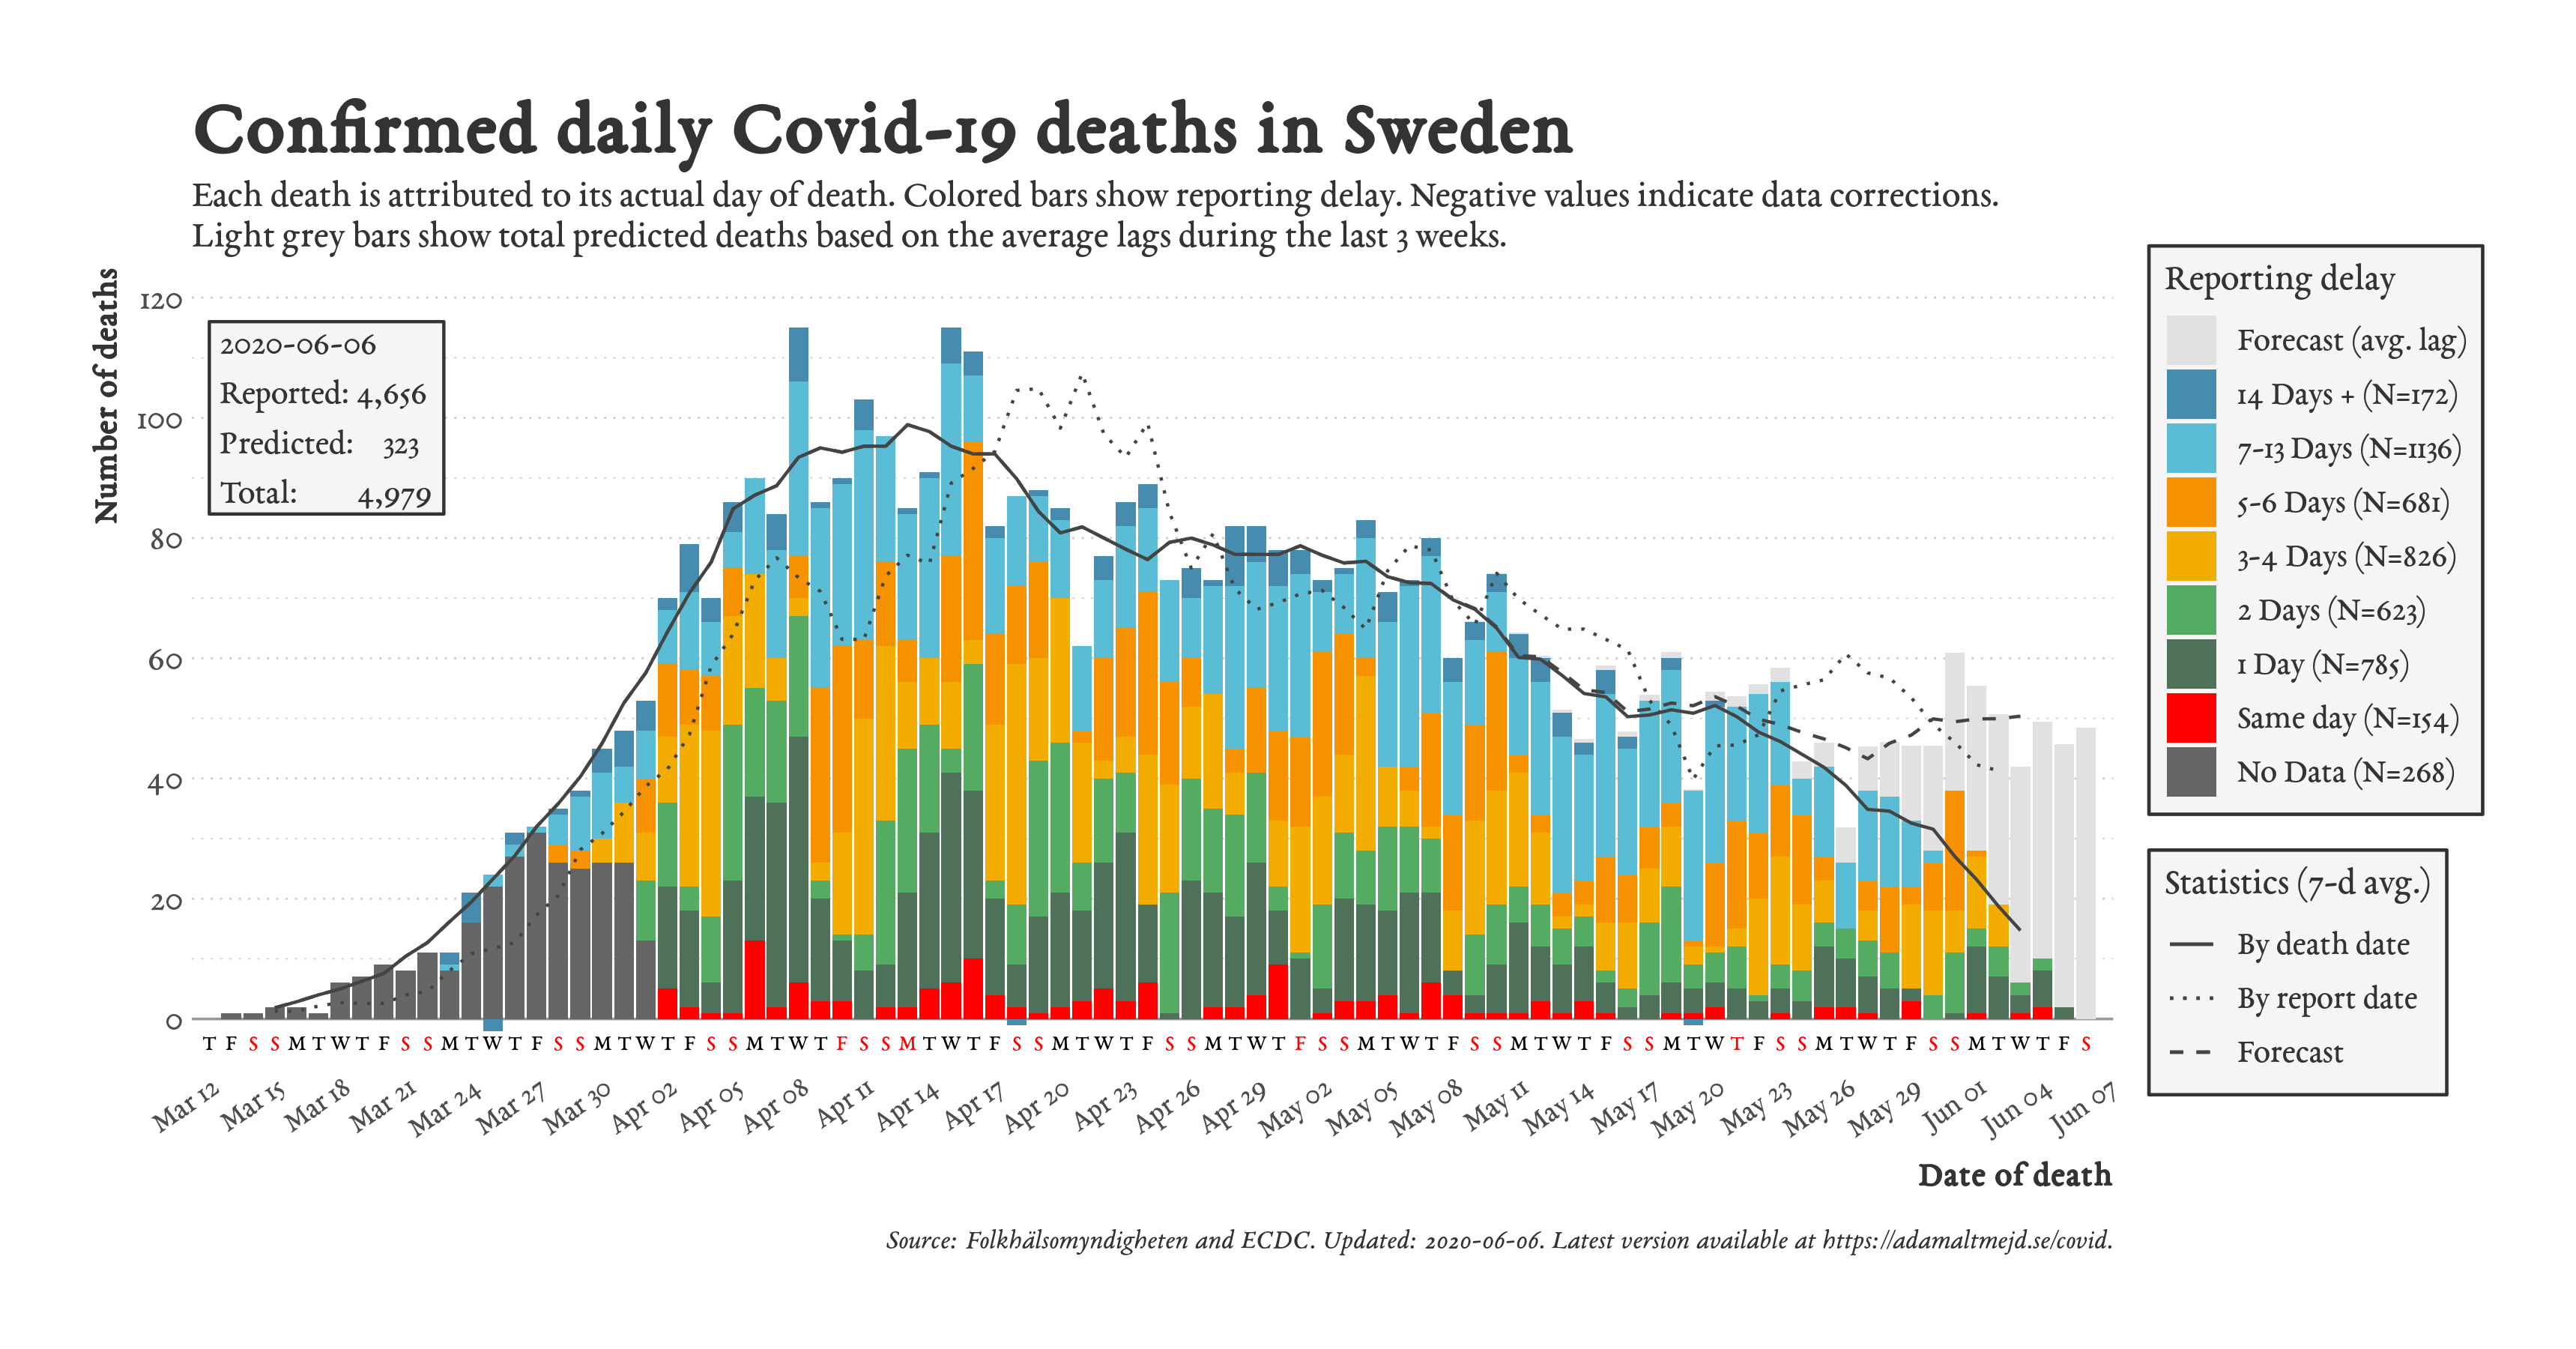 Confirmed daily Covid-19 deaths in Sweden
Each death is attributed to its actual day of death. Colored bars show reporting delay. Negative values indicate data corrections.
Light grey bars show total predicted deaths based on the average lags during the last 3 weeks.
Number of deaths
120
100
80
60
40
20
0
2020-06-06
Reported: 4,656
Predicted: 323
Total: 4,979
T F S S M T W T F S S M T W T F S S M T W T F S S M T W T F S S M T W T F S S M T W T F S S M T W T F S S M T W T F S S M T W T F S S M T W T F S S M T W T F S S M T W T F S
Mar 12 Mar 15 Mar 18 Mar 21 Mar 24 Mar 27 Mar 30 Apr 02 Apr 05 Apr 08 Apr 11 Apr 14 Apr 17 Apr 20 Apr 23 Apr 26 Apr 29 May 02 May 05 May 08 May 11 May 14 May 17 May 20 May 23 May 26 May 29 Jun 01 Jun 04 Jun 07
Date of death
Reporting delay
Forecast (avg. lag)
14 Days + (N=172)
7-13 Days (N=1136)
5-6 Days (N=681)
3-4 Days (N=826)
2 Days (N=623)
1 Day (N=785)
Same day (N=154)
No Data (N=268)
Statistics (7-d avg.)
By death date
By report date
Forecast
Source: Folkhälsomyndigheten and ECDC. Updated: 2020-06-06. Latest version available at https://adamaltmejd.se/covid.